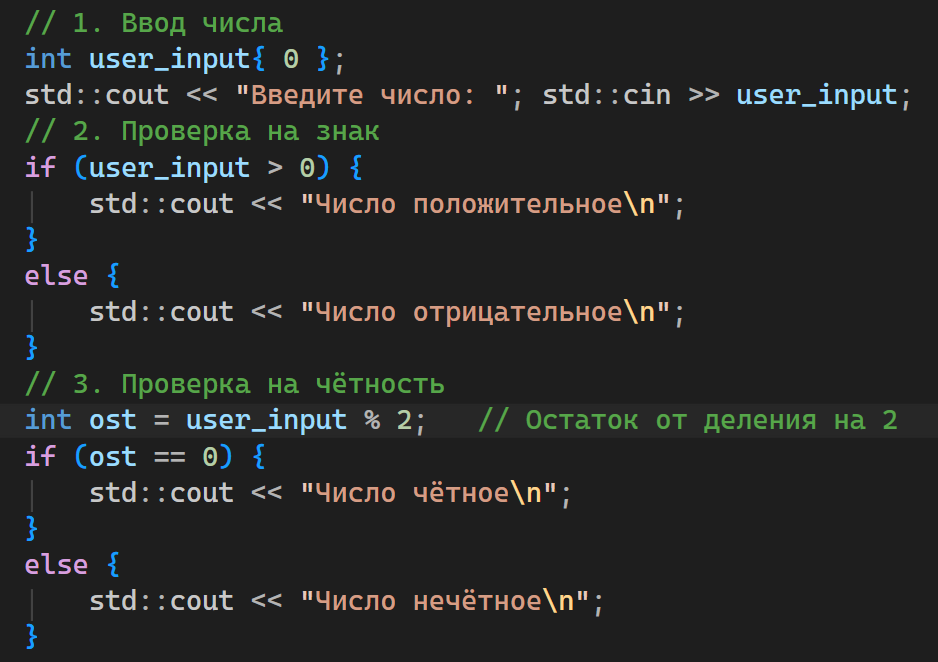 // 1. Ввод числа
int user_input{ 0 };
std::cout << "Введите число: "; std::cin >> user_input;
// 2. Проверка на знак
if (user_input > 0) {
    std::cout << "Число положительное\n";
}
else {
    std::cout << "Число отрицательное\n";
}
// 3. Проверка на чётность
int ost = user_input % 2;   // Остаток от деления на 2
if (ost == 0) {
    std::cout << "Число чётное\n";
}
else {
    std::cout << "Число нечётное\n";
}